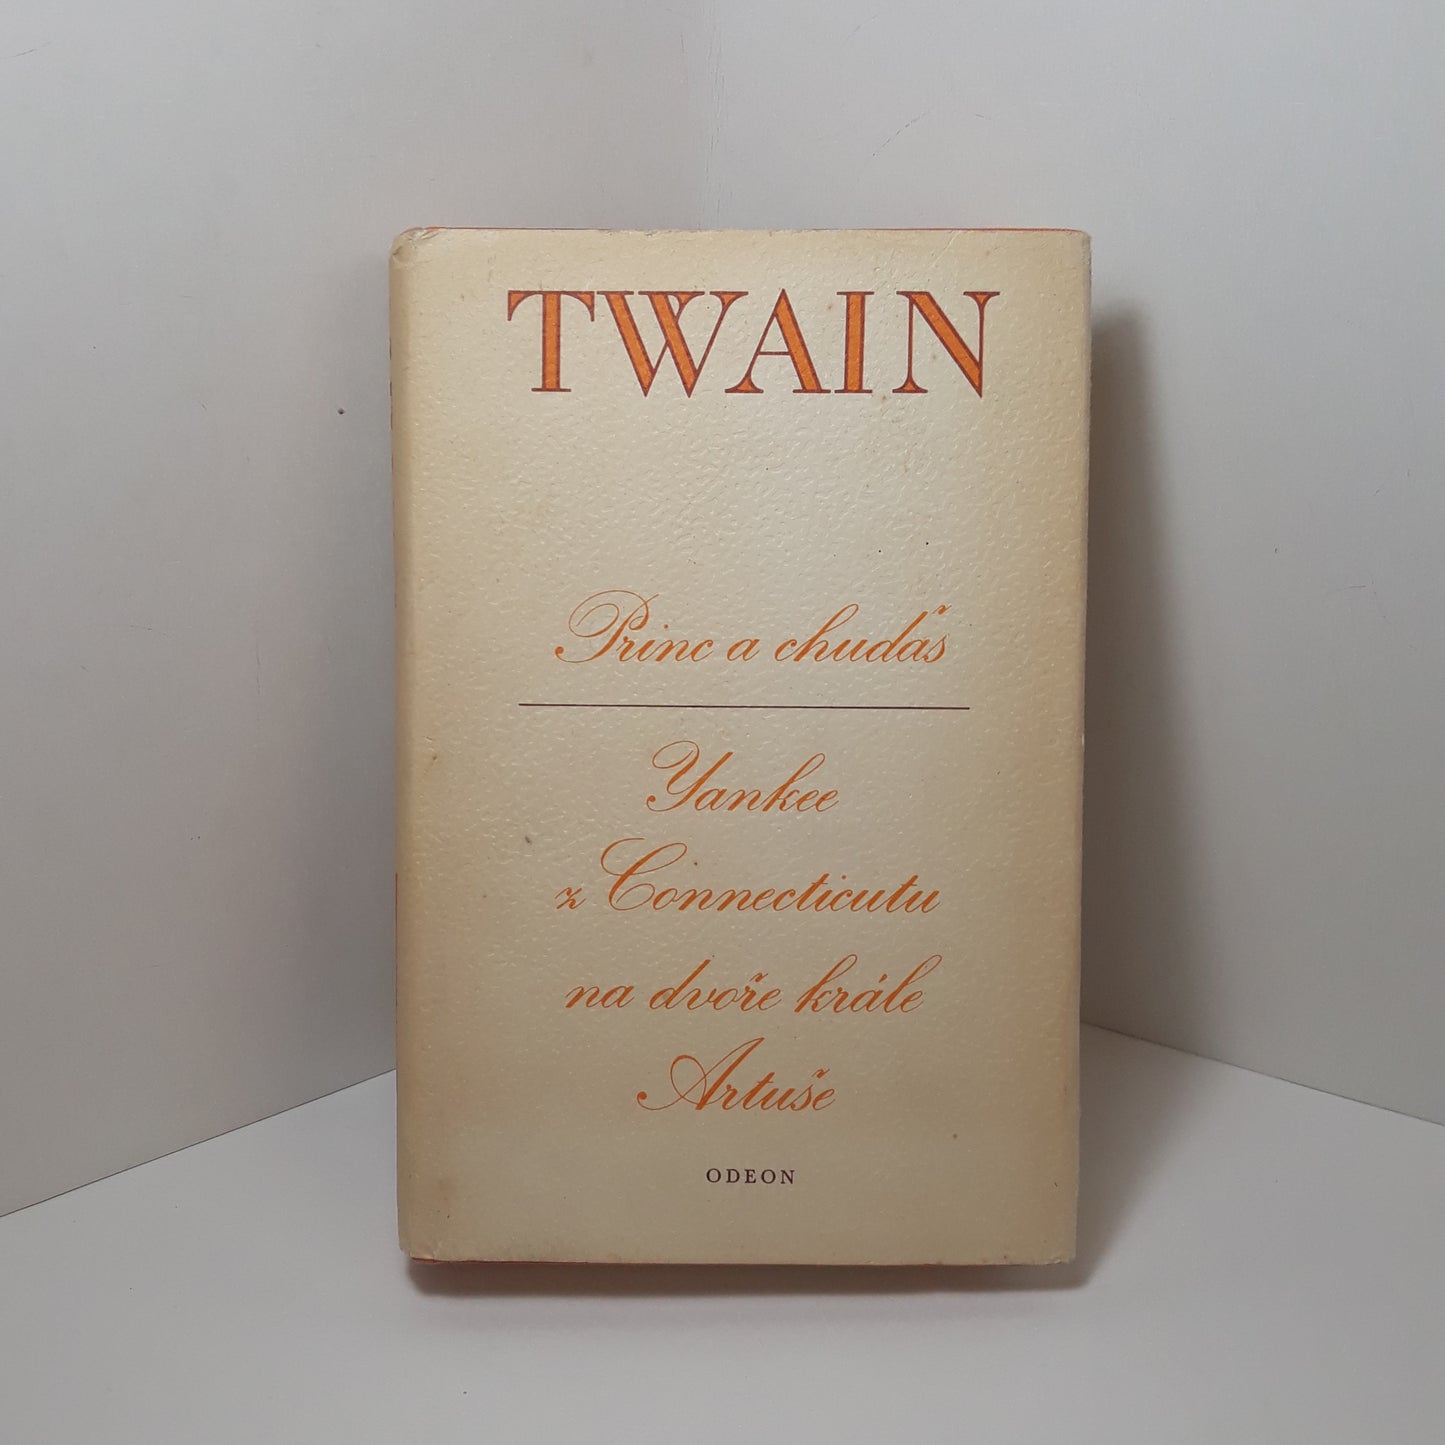 TWAIN
Princ a chuďas
Yankee
z Connecticutu
na dvoře krále
Artuše
ODEON